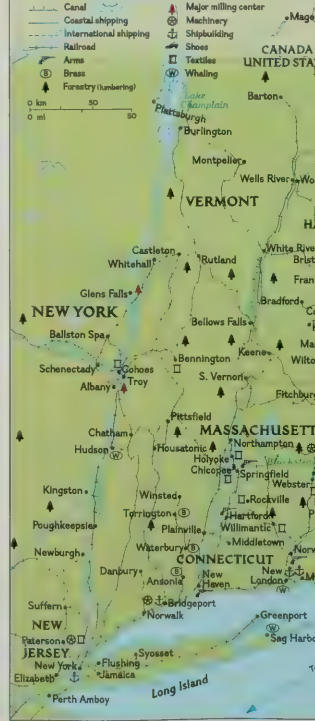 Canal
Coastal shipping
International shipping
Railroad
Arms
B Brass
Forestry (lumbering)
Major milling center
Machinery
Shipbuilding
Shoes
Textiles
W Whaling
0 km 50
0 mi 50
CANADA
UNITED STA
Lake
Champlain
Plattsburgh
Barton
Burlington
Montpelier
Wells River
VERMONT
Castleton
Whitehall
Rutland
White Rive
Brist
Fran
Glens Falls
Bradford
NEW YORK
Ballston Spa
Bellows Falls
Keene
Wilto
Schenectady
Cohoes
Troy
Albany
Bennington
S. Vernon
Fitchbur
Pittsfield
Chatham
Hudson
W
MASSACHUSETT
Northampton
Housatonic
Holyoke
Chicopee
Springfield
Webster
Kingston
Winsted
Rockville
Torrington B
Hartford
Poughkeepsie
Plainville
Willimantic
Middletown
Waterbury B
Newburgh
CONNECTICUT
Norw
Danbury
B
Ansonia
New
Haven
New
London
W
Suffern
Bridgeport
Norwalk
Greenport
NEW
JERSEY
Paterson
W
Sag Harbo
Syosset
New York
Flushing
Jamaica
Elizabeth
Long Island
Perth Amboy